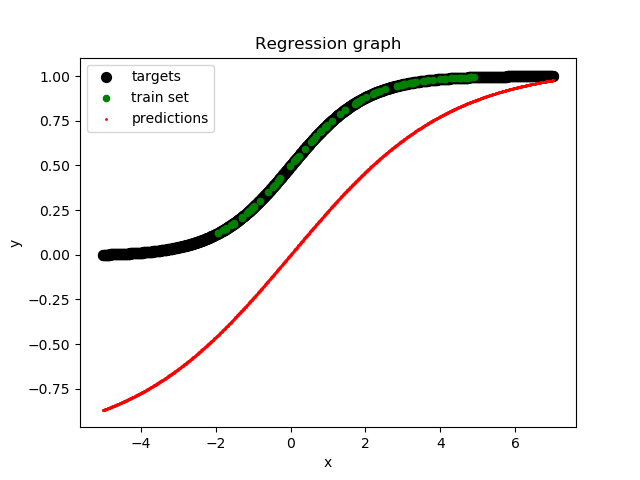 Regression graph
targets
train set
predictions
1.00
0.75
0.50
0.25
0.00
−0.25
−0.50
−0.75
y
−4 −2 0 2 4 6
x